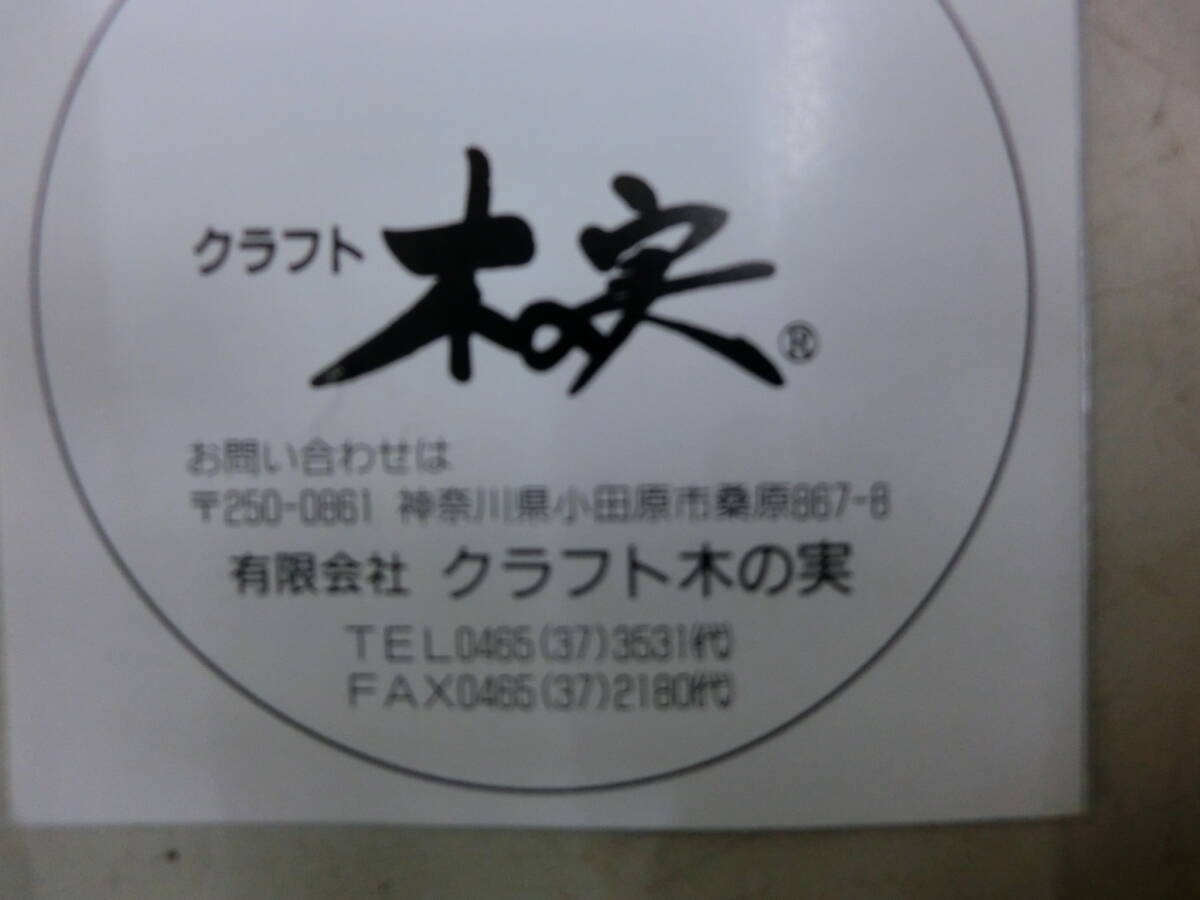 クラフト 木の実 ®
お問い合わせは
〒250-0861 神奈川県小田原市桑原867-8
有限会社 クラフト木の実
TEL0465(37)3531㈹
FAX0465(37)2180㈹